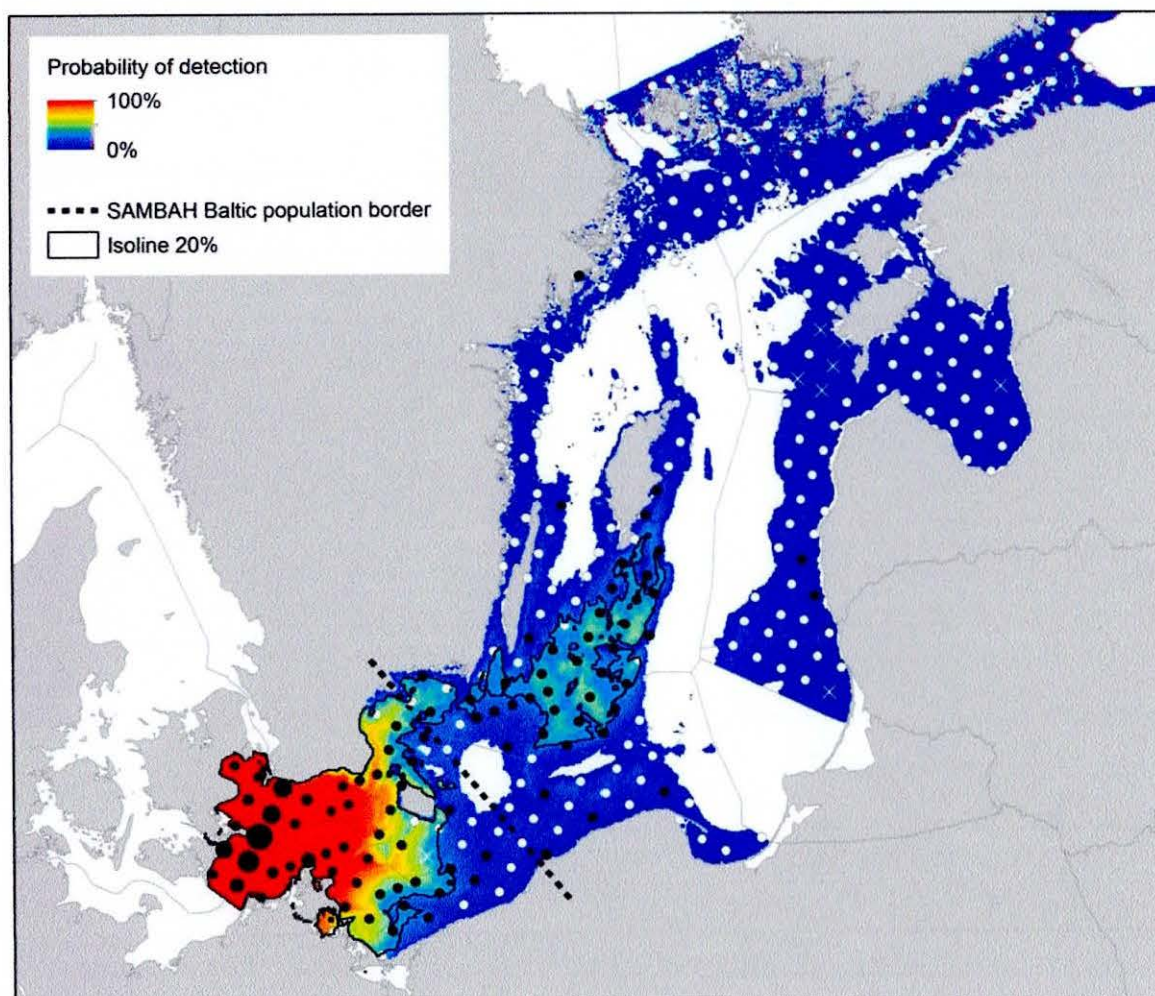 Probability of detection
100%
0%
SAMBAH Baltic population border
Isoline 20%